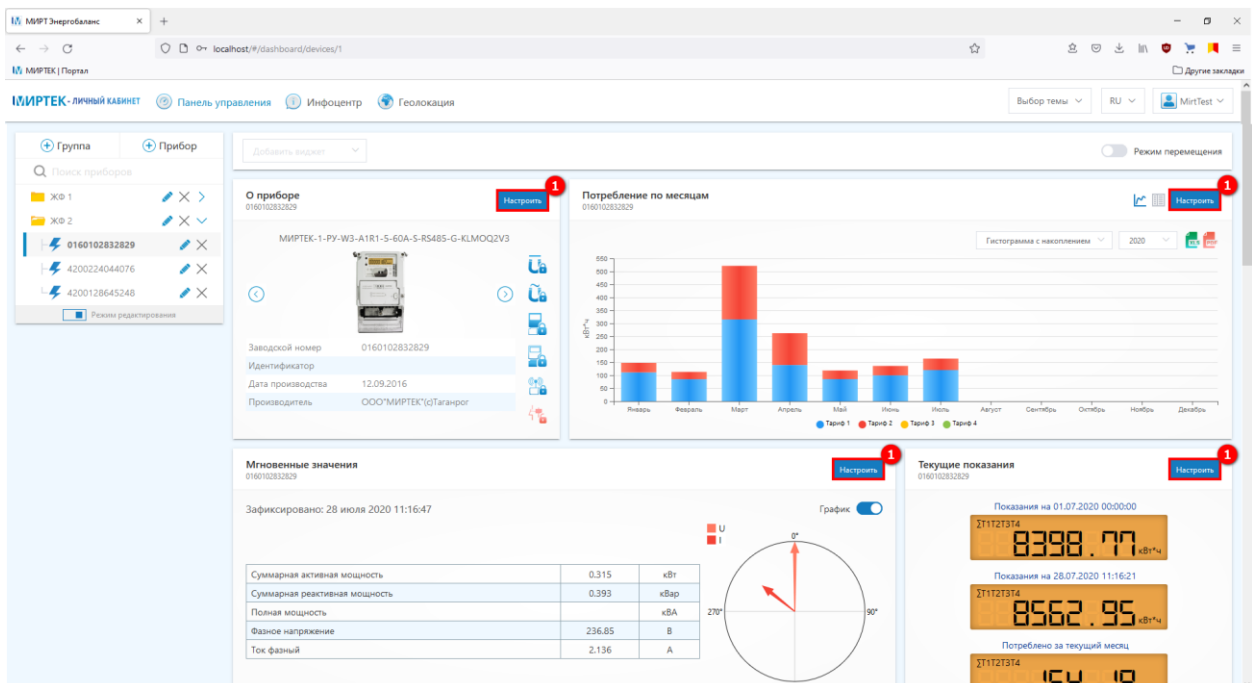 МИРТ Энергобаланс
localhost/#/dashboard/devices/1
МИРТЕК | Портал
Другие закладки
МИРТЕК - ЛИЧНЫЙ КАБИНЕТ Панель управления Инфоцентр Геолокация Выбор темы RU MirtTest
Группа Прибор
Поиск приборов
ЖФ 1
ЖФ 2
0160102832829
4200224044076
4200128645248
Режим редактирования
Добавить виджет
Режим перемещения
О приборе
0160102832829
Настроить
1
МИРТЕК-1-РУ-W3-A1R1-5-60A-S-RS485-G-KLMOQ2V3
Заводской номер 0160102832829
Идентификатор
Дата производства 12.09.2016
Производитель ООО"МИРТЕК"(с)Таганрог
Потребление по месяцам
0160102832829
Настроить
1
Гистограмма с накоплением 2020
кВт*ч
550
500
450
400
350
300
250
200
150
100
50
0
Январь Февраль Март Апрель Май Июнь Июль Август Сентябрь Октябрь Ноябрь Декабрь
Тариф 1 Тариф 2 Тариф 3 Тариф 4
Мгновенные значения
0160102832829
Настроить
1
Зафиксировано: 28 июля 2020 11:16:47
График
U
I
0°
90°
270°
Суммарная активная мощность 0.315 кВт
Суммарная реактивная мощность 0.393 кВар
Полная мощность кВА
Фазное напряжение 236.85 В
Ток фазный 2.136 А
Текущие показания
0160102832829
Настроить
1
Показания на 01.07.2020 00:00:00
ΣT1T2T3T4
8398.77 кВт*ч
Показания на 28.07.2020 11:16:21
ΣT1T2T3T4
8562.95 кВт*ч
Потреблено за текущий месяц
ΣT1T2T3T4